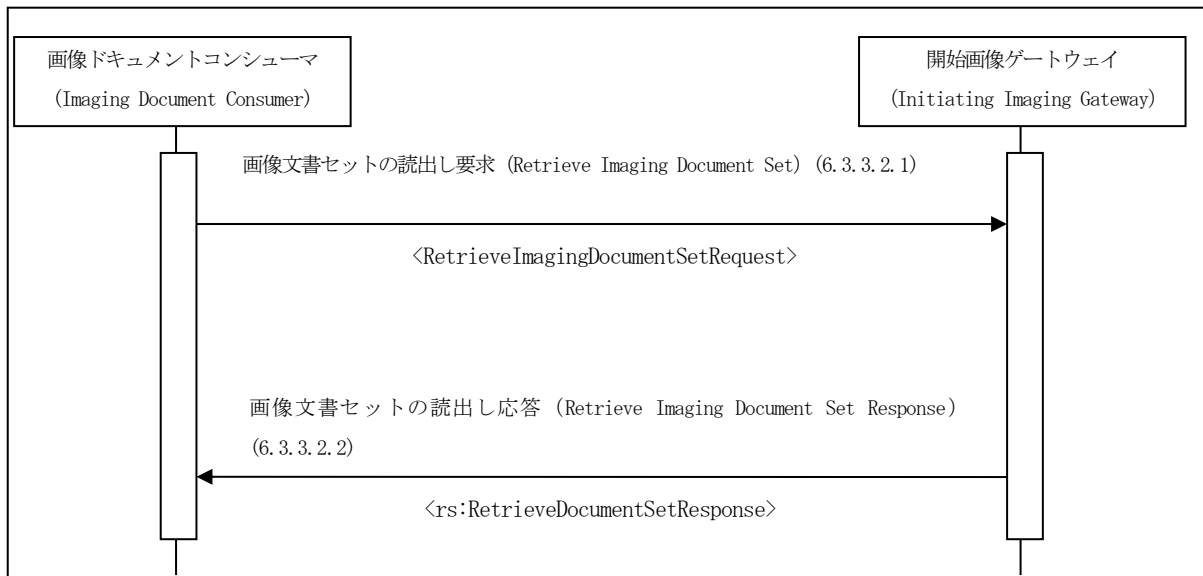 画像ドキュメントコンシューマ
(Imaging Document Consumer)
開始画像ゲートウェイ
(Initiating Imaging Gateway)
画像文書セットの読出し要求 (Retrieve Imaging Document Set) (6.3.3.2.1)
<RetrieveImagingDocumentSetRequest>
画像文書セットの読出し応答 (Retrieve Imaging Document Set Response)
(6.3.3.2.2)
<rs:RetrieveDocumentSetResponse>